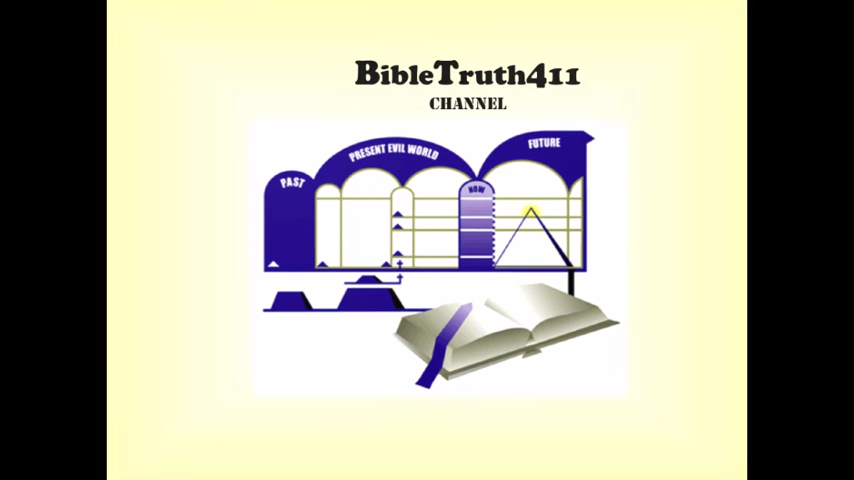 BibleTruth411
CHANNEL
PAST
PRESENT EVIL WORLD
FUTURE
NOW